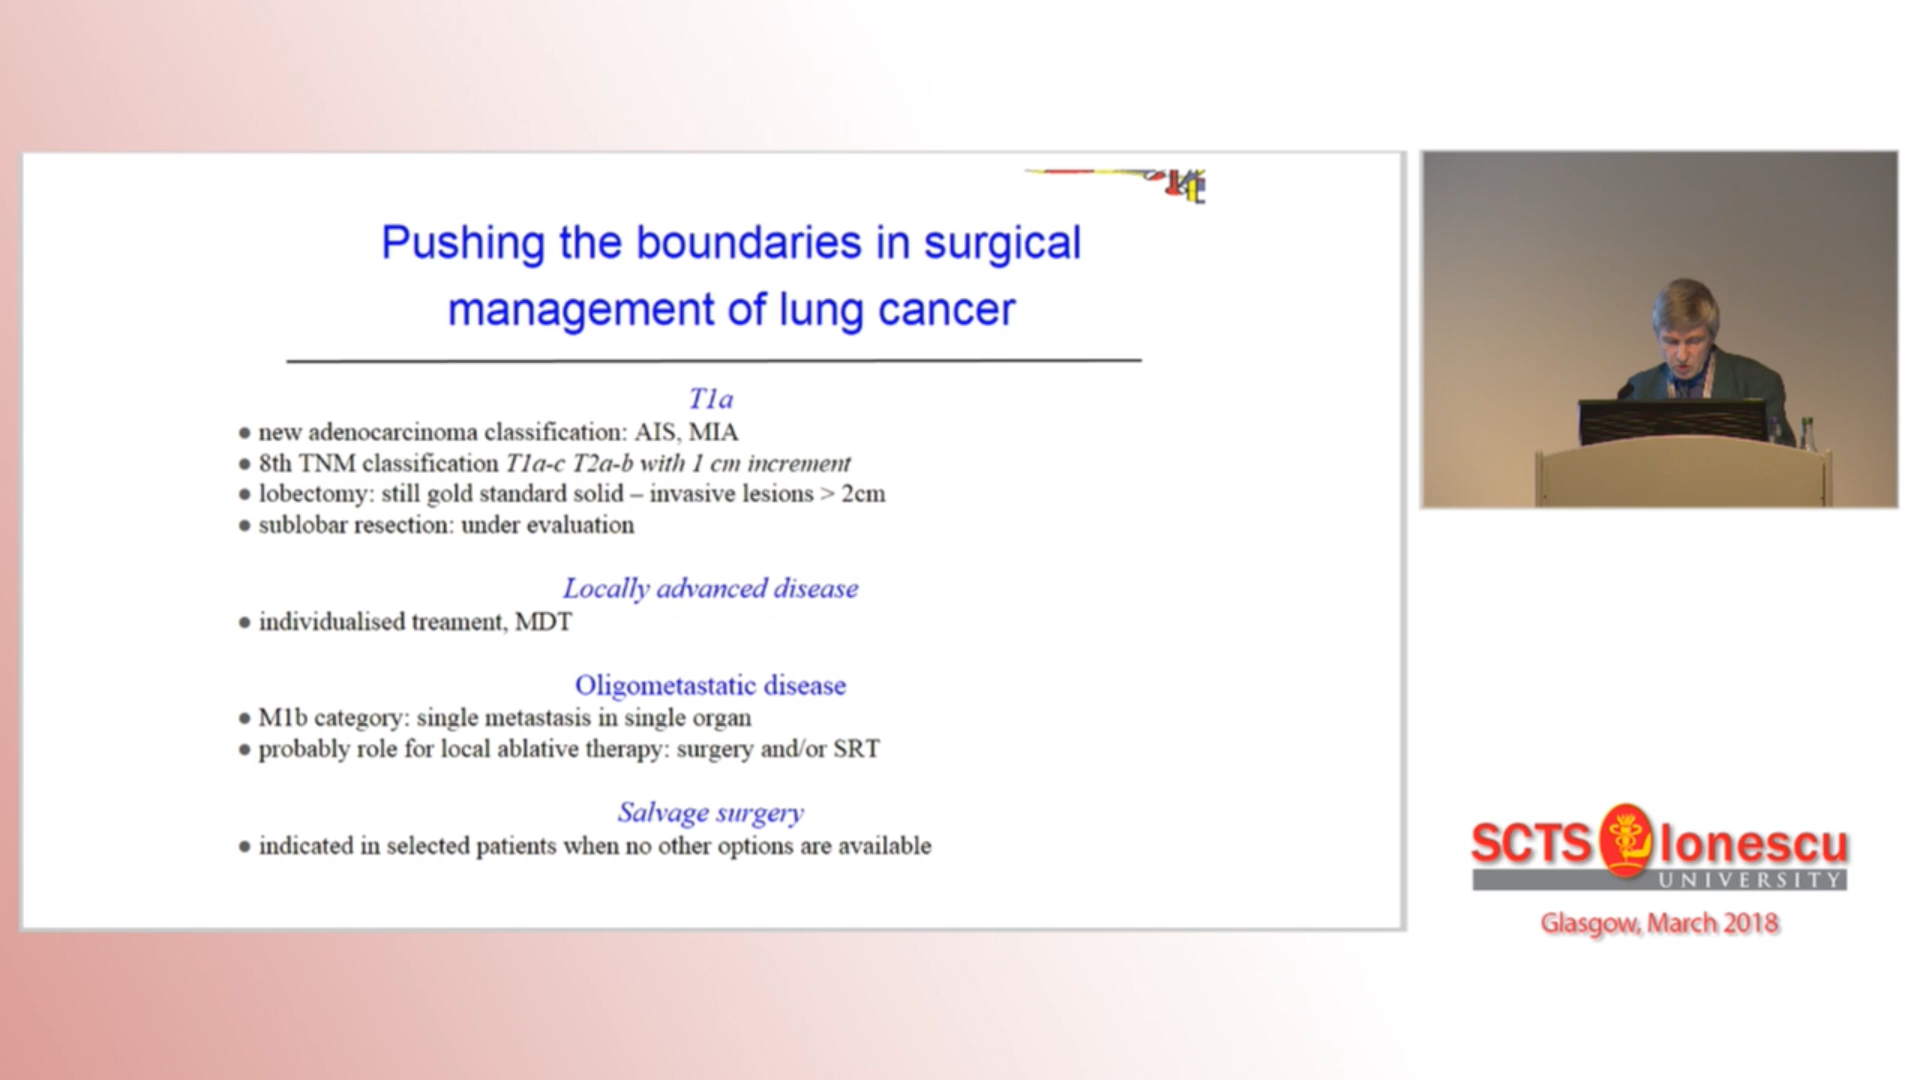 Pushing the boundaries in surgical
management of lung cancer
T1a
● new adenocarcinoma classification: AIS, MIA
● 8th TNM classification T1a-c T2a-b with 1 cm increment
● lobectomy: still gold standard solid – invasive lesions > 2cm
● sublobar resection: under evaluation
Locally advanced disease
● individualised treament, MDT
Oligometastatic disease
● M1b category: single metastasis in single organ
● probably role for local ablative therapy: surgery and/or SRT
Salvage surgery
● indicated in selected patients when no other options are available
SCTS Ionescu
UNIVERSITY
Glasgow, March 2018